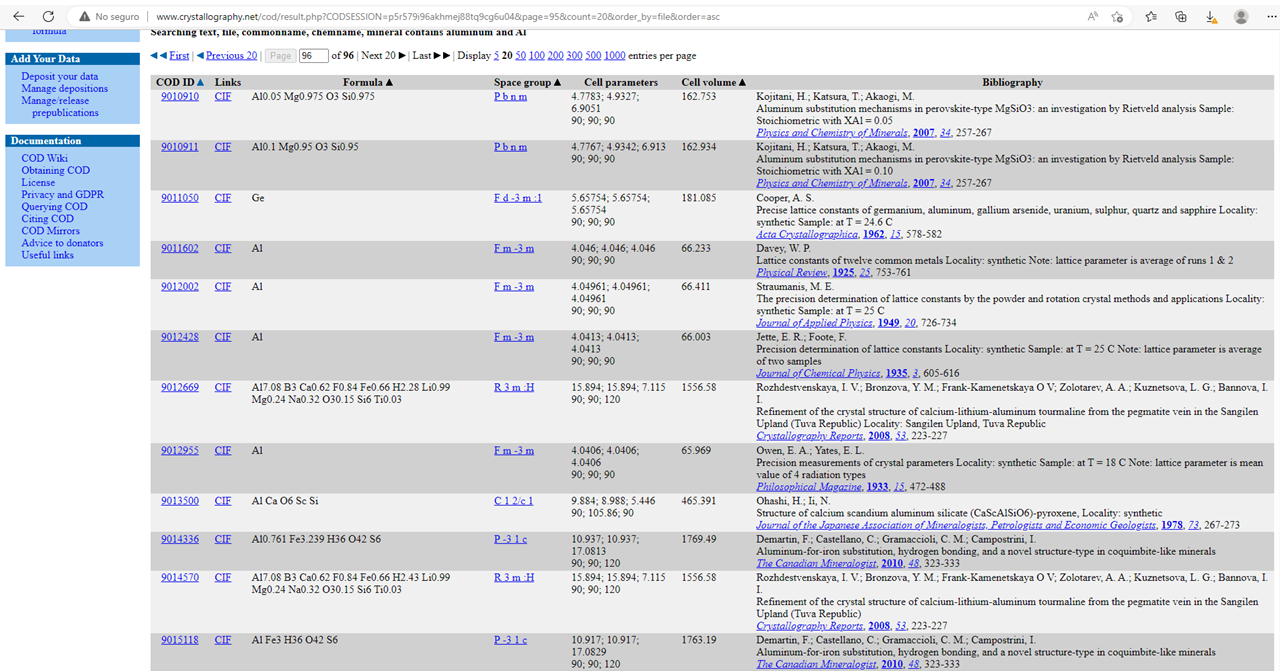 No seguro
www.crystallography.net/cod/result.php?CODSESSION=p5r579i96akhmej88tq9cg6u04&page=95&count=20&order_by=file&order=asc
formula
Add Your Data
Deposit your data
Manage depositions
Manage/release
prepublications
Documentation
COD Wiki
Obtaining COD
License
Privacy and GDPR
Querying COD
Citing COD
COD Mirrors
Advice to donators
Useful links
Searching text, file, commonname, chemname, mineral contains aluminum and Al
◀◀ First | ◀ Previous 20 | Page 96 of 96 | Next 20 ▶ | Last ▶▶ | Display 5 20 50 100 200 300 500 1000 entries per page
COD ID ▲ Links Formula ▲ Space group ▲ Cell parameters Cell volume ▲ Bibliography
9010910 CIF Al0.05 Mg0.975 O3 Si0.975 P b n m 4.7783; 4.9327; 162.753 Kojitani, H.; Katsura, T.; Akaogi, M.
6.9051 Aluminum substitution mechanisms in perovskite-type MgSiO3: an investigation by Rietveld analysis Sample:
90; 90; 90 Stoichiometric with XAl = 0.05
Physics and Chemistry of Minerals, 2007, 34, 257-267
9010911 CIF Al0.1 Mg0.95 O3 Si0.95 P b n m 4.7767; 4.9342; 6.913 162.934 Kojitani, H.; Katsura, T.; Akaogi, M.
90; 90; 90 Aluminum substitution mechanisms in perovskite-type MgSiO3: an investigation by Rietveld analysis Sample:
Stoichiometric with XAl = 0.10
Physics and Chemistry of Minerals, 2007, 34, 257-267
9011050 CIF Ge F d -3 m :1 5.65754; 5.65754; 181.085 Cooper, A. S.
5.65754 Precise lattice constants of germanium, aluminum, gallium arsenide, uranium, sulphur, quartz and sapphire Locality:
90; 90; 90 synthetic Sample: at T = 24.6 C
Acta Crystallographica, 1962, 15, 578-582
9011602 CIF Al F m -3 m 4.046; 4.046; 4.046 66.233 Davey, W. P.
90; 90; 90 Lattice constants of twelve common metals Locality: synthetic Note: lattice parameter is average of runs 1 & 2
Physical Review, 1925, 25, 753-761
9012002 CIF Al F m -3 m 4.04961; 4.04961; 66.411 Straumanis, M. E.
4.04961 The precision determination of lattice constants by the powder and rotation crystal methods and applications Locality:
90; 90; 90 synthetic Sample: at T = 25 C
Journal of Applied Physics, 1949, 20, 726-734
9012428 CIF Al F m -3 m 4.0413; 4.0413; 66.003 Jette, E. R.; Foote, F.
4.0413 Precision determination of lattice constants Locality: synthetic Sample: at T = 25 C Note: lattice parameter is average
90; 90; 90 of two samples
Journal of Chemical Physics, 1935, 3, 605-616
9012669 CIF Al7.08 B3 Ca0.62 F0.84 Fe0.66 H2.28 Li0.99 R 3 m :H 15.894; 15.894; 7.115 1556.58 Rozhdestvenskaya, I. V.; Bronzova, Y. M.; Frank-Kamenetskaya O V; Zolotarev, A. A.; Kuznetsova, L. G.; Bannova, I.
Mg0.24 Na0.32 O30.15 Si6 Ti0.03 90; 90; 120 I.
Refinement of the crystal structure of calcium-lithium-aluminum tourmaline from the pegmatite vein in the Sangilen
Upland (Tuva Republic) Locality: Sangilen Upland, Tuva Republic
Crystallography Reports, 2008, 53, 223-227
9012955 CIF Al F m -3 m 4.0406; 4.0406; 65.969 Owen, E. A.; Yates, E. L.
4.0406 Precision measurements of crystal parameters Locality: synthetic Sample: at T = 18 C Note: lattice parameter is mean
90; 90; 90 value of 4 radiation types
Philosophical Magazine, 1933, 15, 472-488
9013500 CIF Al Ca O6 Sc Si C 1 2/c 1 9.884; 8.988; 5.446 465.391 Ohashi, H.; Ii, N.
90; 105.86; 90 Structure of calcium scandium aluminum silicate (CaScAlSiO6)-pyroxene, Locality: synthetic
Journal of the Japanese Association of Mineralogists, Petrologists and Economic Geologists, 1978, 73, 267-273
9014336 CIF Al0.761 Fe3.239 H36 O42 S6 P -3 1 c 10.937; 10.937; 1769.49 Demartin, F.; Castellano, C.; Gramaccioli, C. M.; Campostrini, I.
17.0813 Aluminum-for-iron substitution, hydrogen bonding, and a novel structure-type in coquimbite-like minerals
90; 90; 120 The Canadian Mineralogist, 2010, 48, 323-333
9014570 CIF Al7.08 B3 Ca0.62 F0.84 Fe0.66 H2.43 Li0.99 R 3 m :H 15.894; 15.894; 7.115 1556.58 Rozhdestvenskaya, I. V.; Bronzova, Y. M.; Frank-Kamenetskaya O V; Zolotarev, A. A.; Kuznetsova, L. G.; Bannova, I.
Mg0.24 Na0.32 O30.15 Si6 Ti0.03 90; 90; 120 I.
Refinement of the crystal structure of calcium-lithium-aluminum tourmaline from the pegmatite vein in the Sangilen
Upland (Tuva Republic)
Crystallography Reports, 2008, 53, 223-227
9015118 CIF Al Fe3 H36 O42 S6 P -3 1 c 10.917; 10.917; 1763.19 Demartin, F.; Castellano, C.; Gramaccioli, C. M.; Campostrini, I.
17.0829 Aluminum-for-iron substitution, hydrogen bonding, and a novel structure-type in coquimbite-like minerals
90; 90; 120 The Canadian Mineralogist, 2010, 48, 323-333